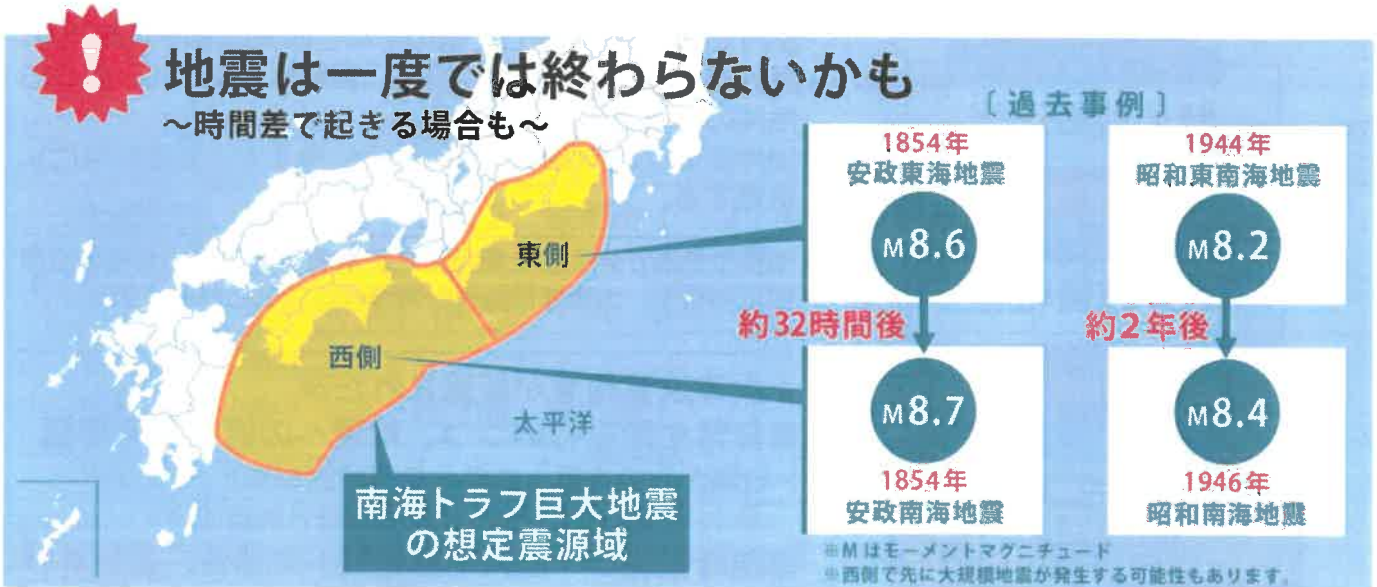 地震は一度では終わらないかも
～時間差で起きる場合も～
〔過去事例〕
1854年
安政東海地震
M8.6
約32時間後
M8.7
1854年
安政南海地震
1944年
昭和東南海地震
M8.2
約2年後
M8.4
1946年
昭和南海地震
東側
西側
太平洋
南海トラフ巨大地震
の想定震源域
※Mはモーメントマグニチュード
※西側で先に大規模地震が発生する可能性もあります。